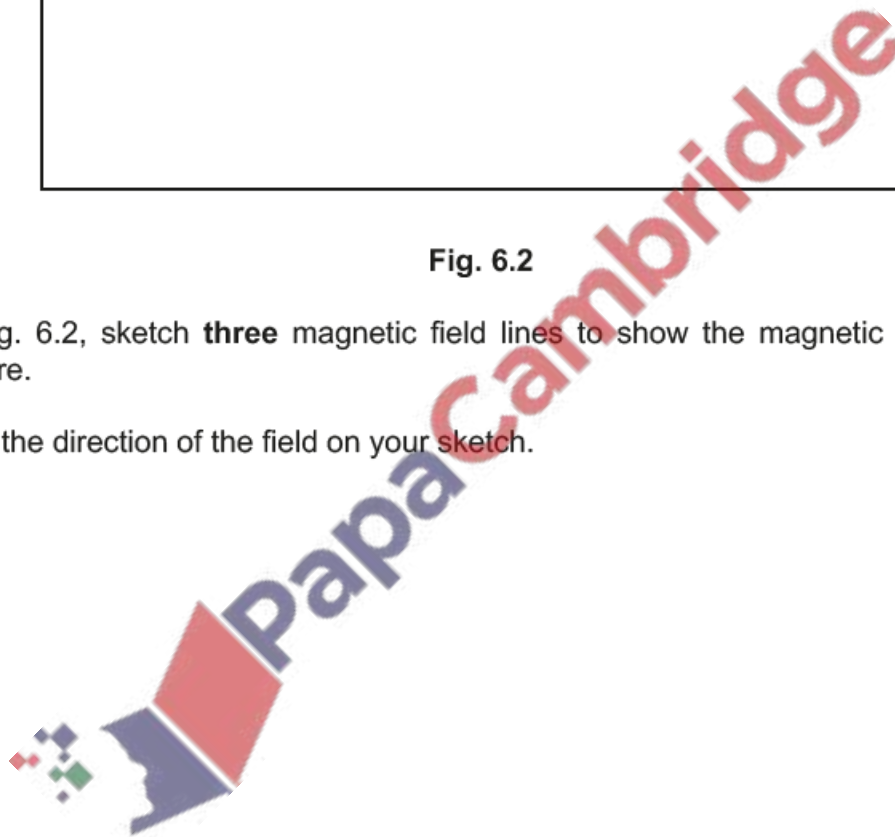 Fig. 6.2
g. 6.2, sketch three magnetic field lines to show the magnetic
re.
the direction of the field on your sketch.
PapaCambridge